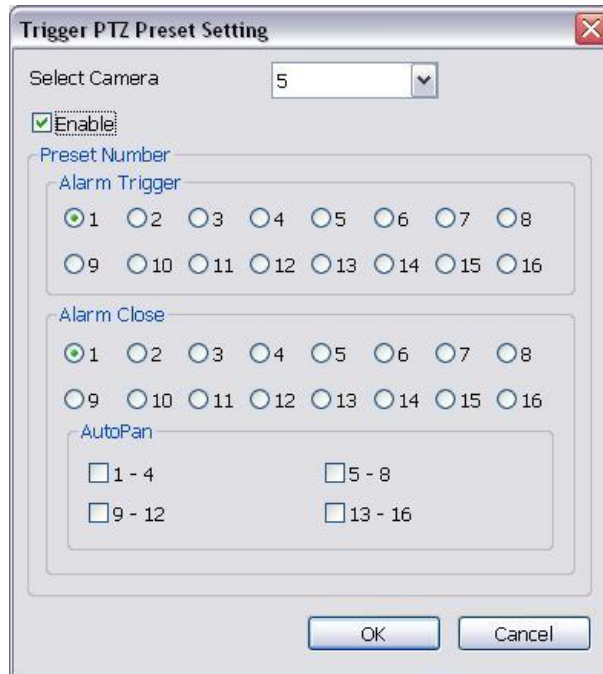 Trigger PTZ Preset Setting
Select Camera 5
Enable
Preset Number
Alarm Trigger
1 2 3 4 5 6 7 8
9 10 11 12 13 14 15 16
Alarm Close
1 2 3 4 5 6 7 8
9 10 11 12 13 14 15 16
AutoPan
1 - 4 5 - 8
9 - 12 13 - 16
OK Cancel